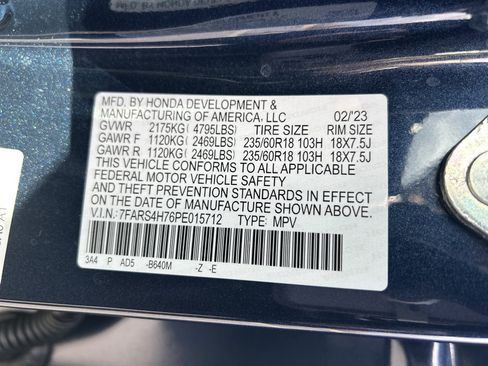 MFD. BY HONDA DEVELOPMENT &
MANUFACTURING OF AMERICA, LLC 02/'23
GVWR 2175KG( 4795LBS) TIRE SIZE RIM SIZE
GAWR F 1120KG( 2469LBS) 235/60R18 103H 18X7.5J
GAWR R 1120KG( 2469LBS) 235/60R18 103H 18X7.5J
THIS VEHICLE CONFORMS TO ALL APPLICABLE
FEDERAL MOTOR VEHICLE SAFETY
AND THEFT PREVENTION STANDARDS IN EFFECT
ON THE DATE OF MANUFACTURE SHOWN ABOVE.
V.I.N.: 7FARS4H76PE015712 TYPE: MPV
3A4 P AD5 -B640M -Z -E